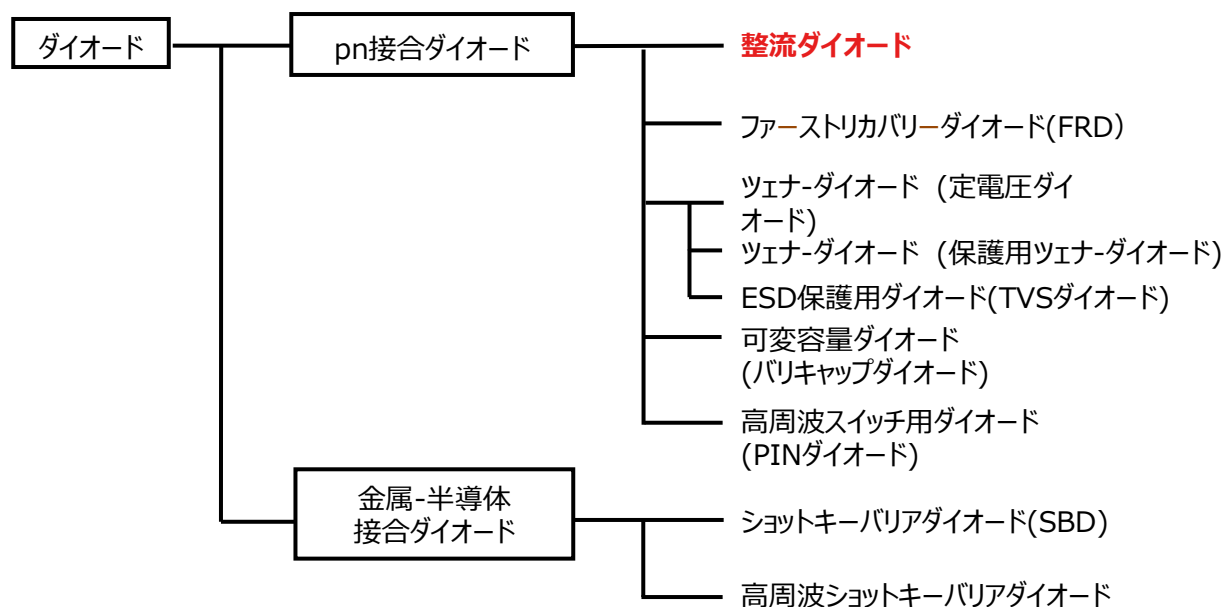 ダイオード
pn接合ダイオード
整流ダイオード
ファーストリカバリーダイオード(FRD)
ツェナ-ダイオード (定電圧ダイ
オード)
ツェナ-ダイオード (保護用ツェナ-ダイオード)
ESD保護用ダイオード(TVSダイオード)
可変容量ダイオード
(バリキャップダイオード)
高周波スイッチ用ダイオード
(PINダイオード)
金属-半導体
接合ダイオード
ショットキーバリアダイオード(SBD)
高周波ショットキーバリアダイオード